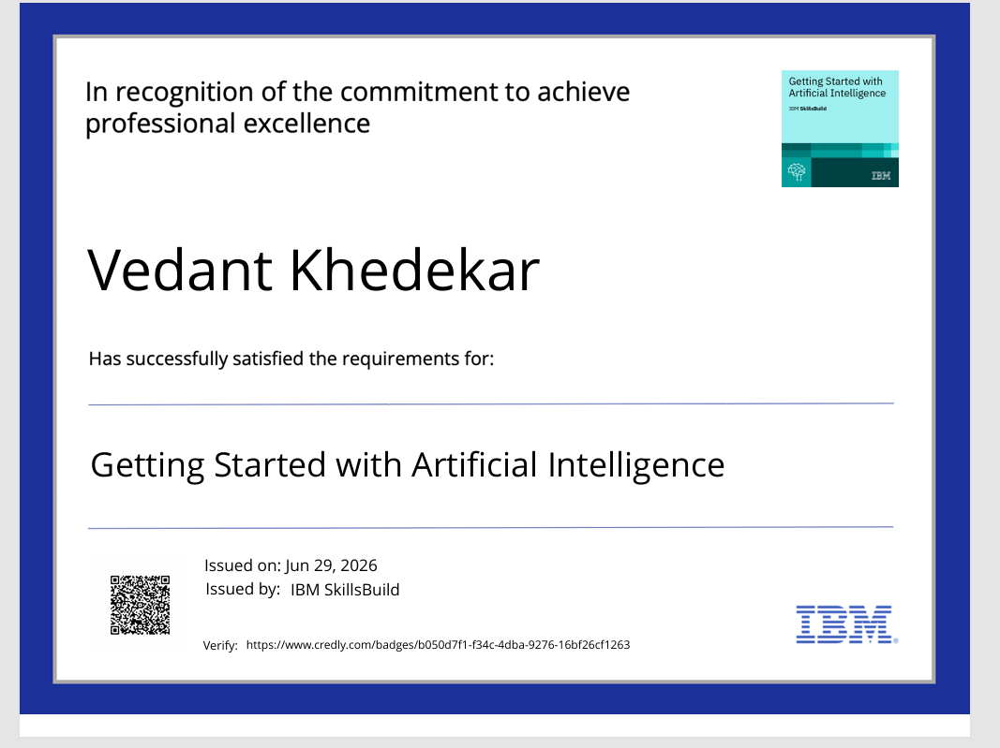 In recognition of the commitment to achieve
professional excellence
Getting Started with
Artificial Intelligence
IBM SkillsBuild
IBM
Vedant Khedekar
Has successfully satisfied the requirements for:
Getting Started with Artificial Intelligence
Issued on: Jun 29, 2026
Issued by: IBM SkillsBuild
IBM®
Verify: https://www.credly.com/badges/b050d7f1-f34c-4dba-9276-16bf26cf1263